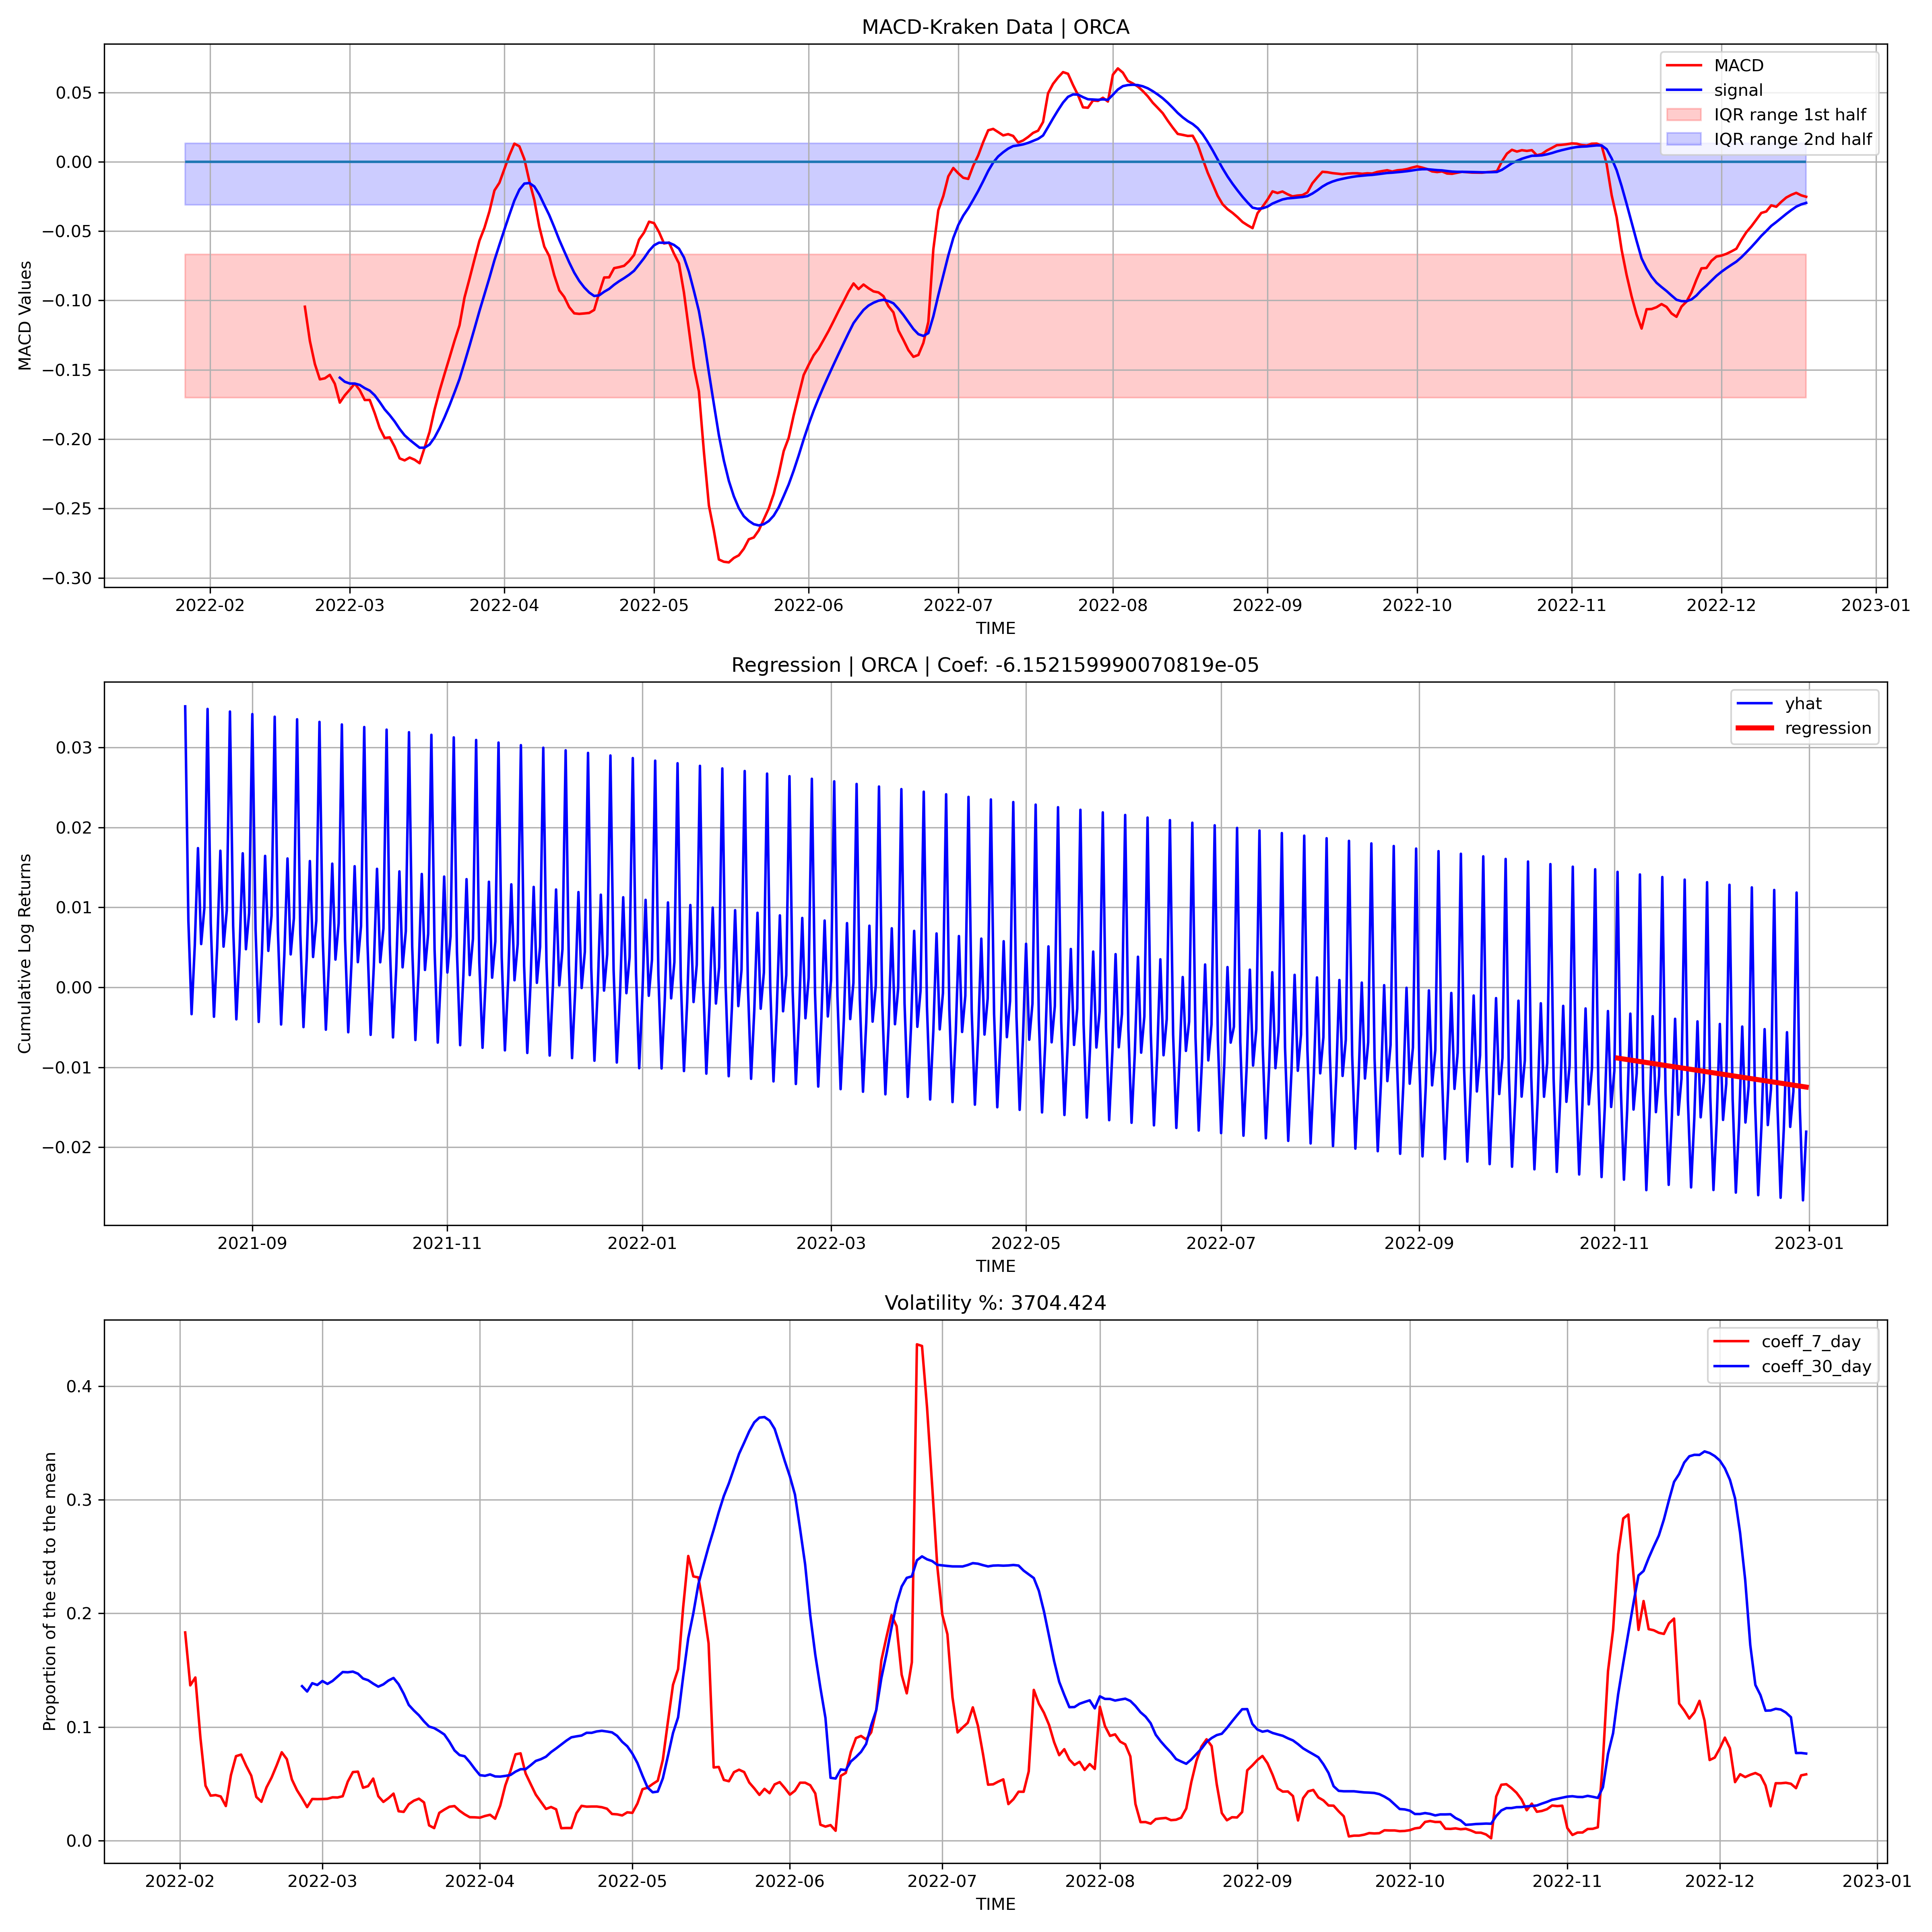 MACD-Kraken Data | ORCA
MACD Values
0.05
0.00
−0.05
−0.10
−0.15
−0.20
−0.25
−0.30
MACD
signal
IQR range 1st half
IQR range 2nd half
2022-02 2022-03 2022-04 2022-05 2022-06 2022-07 2022-08 2022-09 2022-10 2022-11 2022-12 2023-01
TIME
Regression | ORCA | Coef: -6.152159990070819e-05
Cumulative Log Returns
0.03
0.02
0.01
0.00
−0.01
−0.02
yhat
regression
2021-09 2021-11 2022-01 2022-03 2022-05 2022-07 2022-09 2022-11 2023-01
TIME
Volatility %: 3704.424
Proportion of the std to the mean
0.4
0.3
0.2
0.1
0.0
coeff_7_day
coeff_30_day
2022-02 2022-03 2022-04 2022-05 2022-06 2022-07 2022-08 2022-09 2022-10 2022-11 2022-12 2023-01
TIME